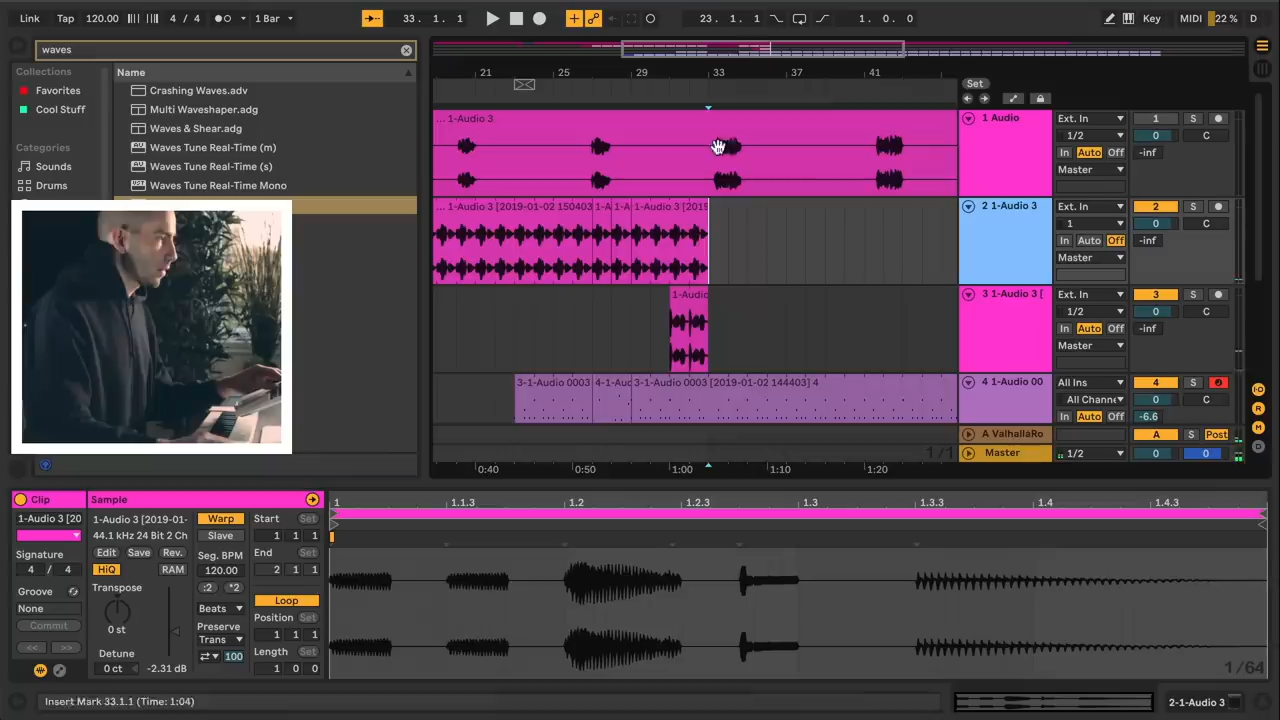 Link Tap 120.00 4 / 4 1 Bar 33. 1. 1 23. 1. 1 1. 0. 0 Key MIDI 22 % D
waves
Collections
Favorites
Cool Stuff
Categories
Sounds
Drums
Name
Crashing Waves.adv
Multi Waveshaper.adg
Waves & Shear.adg
Waves Tune Real-Time (m)
Waves Tune Real-Time (s)
Waves Tune Real-Time Mono
21 25 29 33 37 41
Set
... 1-Audio 3
1 Audio Ext. In 1 S
1/2 0 C
In Auto Off -inf
Master
... 1-Audio 3 [2019-01-02 150403 1-A 1-A 1-Audio 3 [2019
2 1-Audio 3 Ext. In 2 S
1 0 C
In Auto Off -inf
Master
1-Audio
3 1-Audio 3 [ Ext. In 3 S
1/2 0 C
In Auto Off -inf
Master
3-1-Audio 0003 4-1-Aud 3-1-Audio 0003 [2019-01-02 144403] 4
4 1-Audio 00 All Ins 4 S
All Channe 0 C
In Auto Off -6.6
A ValhallaRo A S Post
1/1 Master 1/2 0 0
0:40 0:50 1:00 1:10 1:20
Clip
1-Audio 3 [20
Signature
4 / 4
Groove
None
Commit
<< >>
Sample
1-Audio 3 [2019-01-
44.1 kHz 24 Bit 2 Ch
Edit Save Rev.
HiQ RAM
Transpose
0 st
Detune
0 ct -2.31 dB
Warp
Slave
Seg. BPM
120.00
:2 *2
Beats
Preserve
Trans
100
Start Set
1 1 1
End Set
2 1 1
Loop
Position Set
1 1 1
Length Set
1 0 0
1 1.1.3 1.2 1.2.3 1.3 1.3.3 1.4 1.4.3
1/64
Insert Mark 33.1.1 (Time: 1:04)
2-1-Audio 3